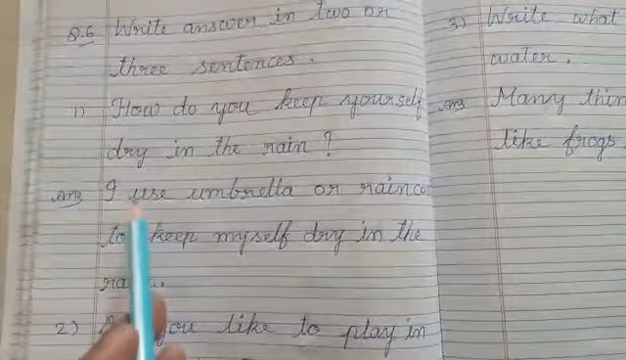 Q.6 Write answer in two or
three sentences.
1) How do you keep yourself
dry in the rain?
Ans I use umbrella or
to keep myself dry in the
2) you like to play in
3) Write what
water.
Ans Many
like frogs